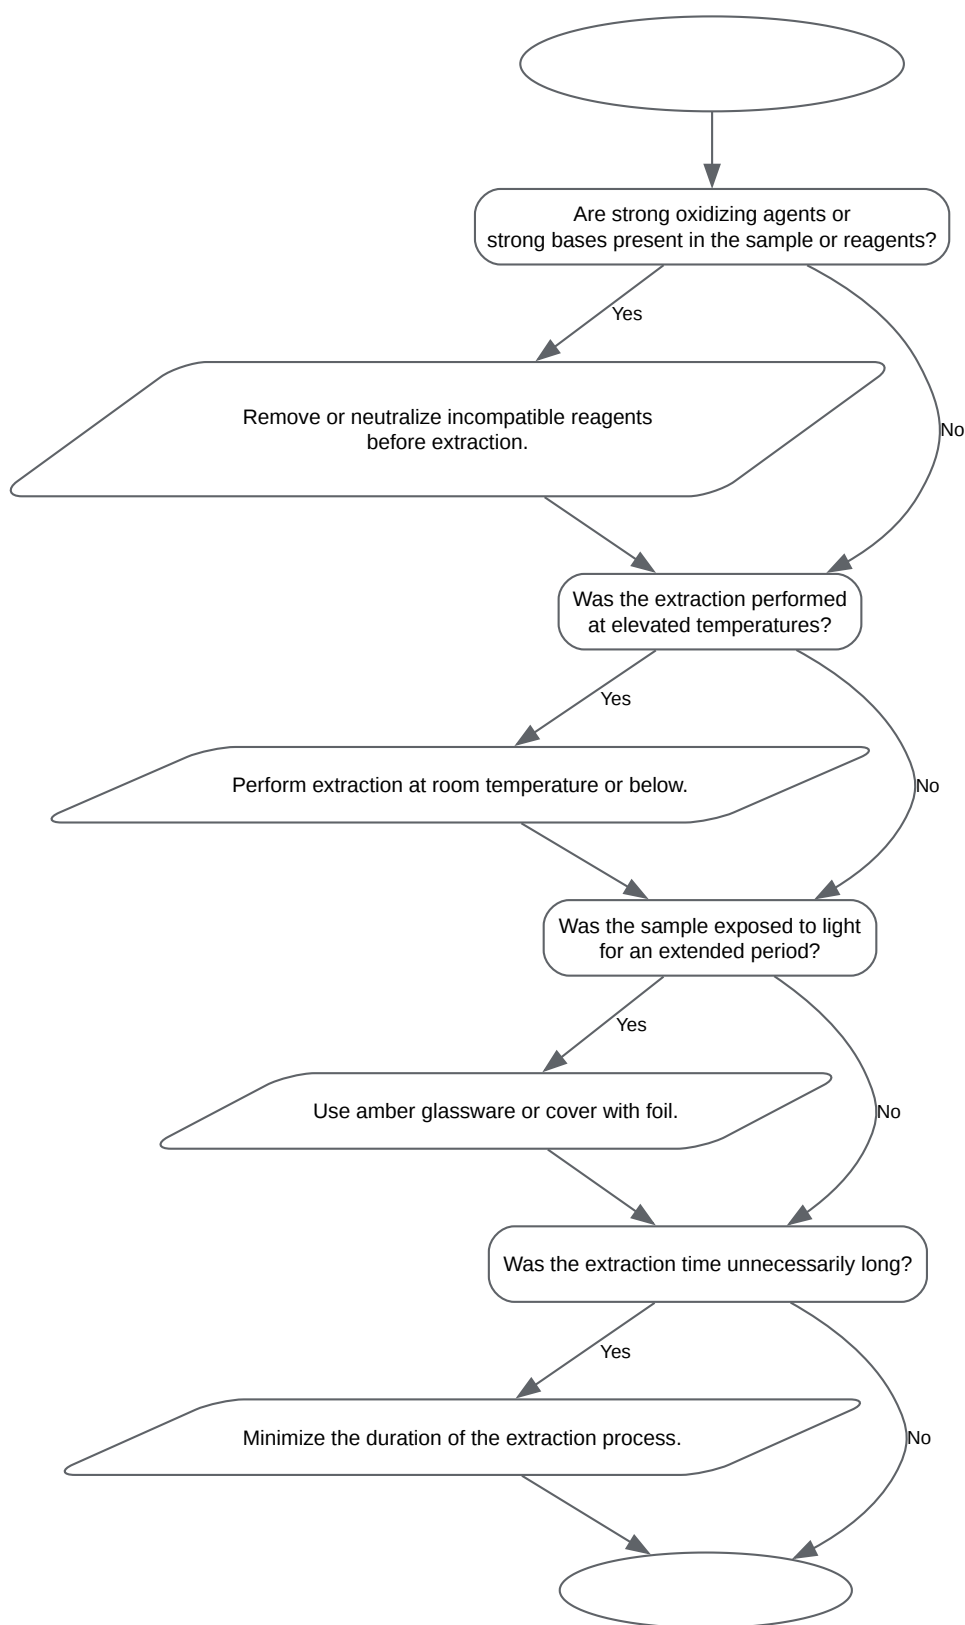 Are strong oxidizing agents or
strong bases present in the sample or reagents?
Yes
No
Remove or neutralize incompatible reagents
before extraction.
Was the extraction performed
at elevated temperatures?
Yes
No
Perform extraction at room temperature or below.
Was the sample exposed to light
for an extended period?
Yes
No
Use amber glassware or cover with foil.
Was the extraction time unnecessarily long?
Yes
No
Minimize the duration of the extraction process.